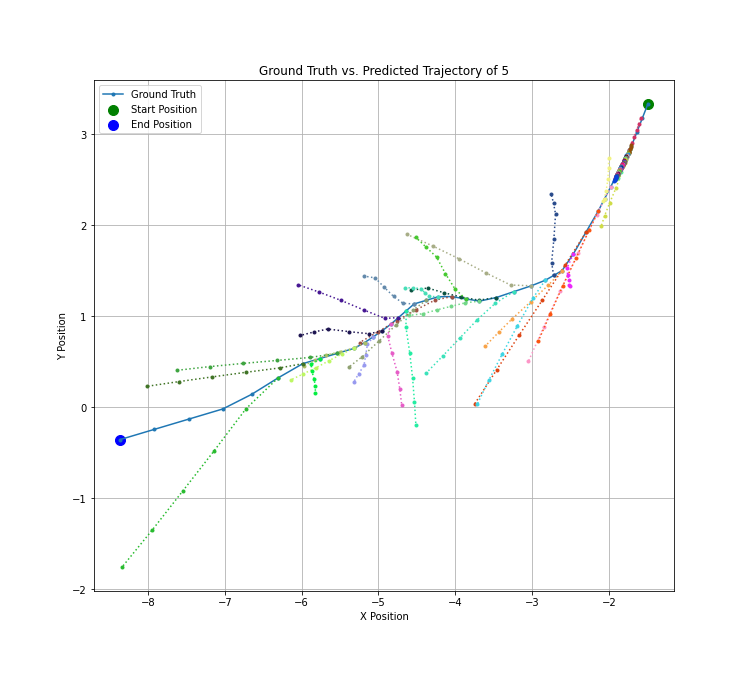 Ground Truth vs. Predicted Trajectory of 5
Ground Truth
Start Position
End Position
3
2
1
0
−1
−2
Y Position
−8
−7
−6
−5
−4
−3
−2
X Position